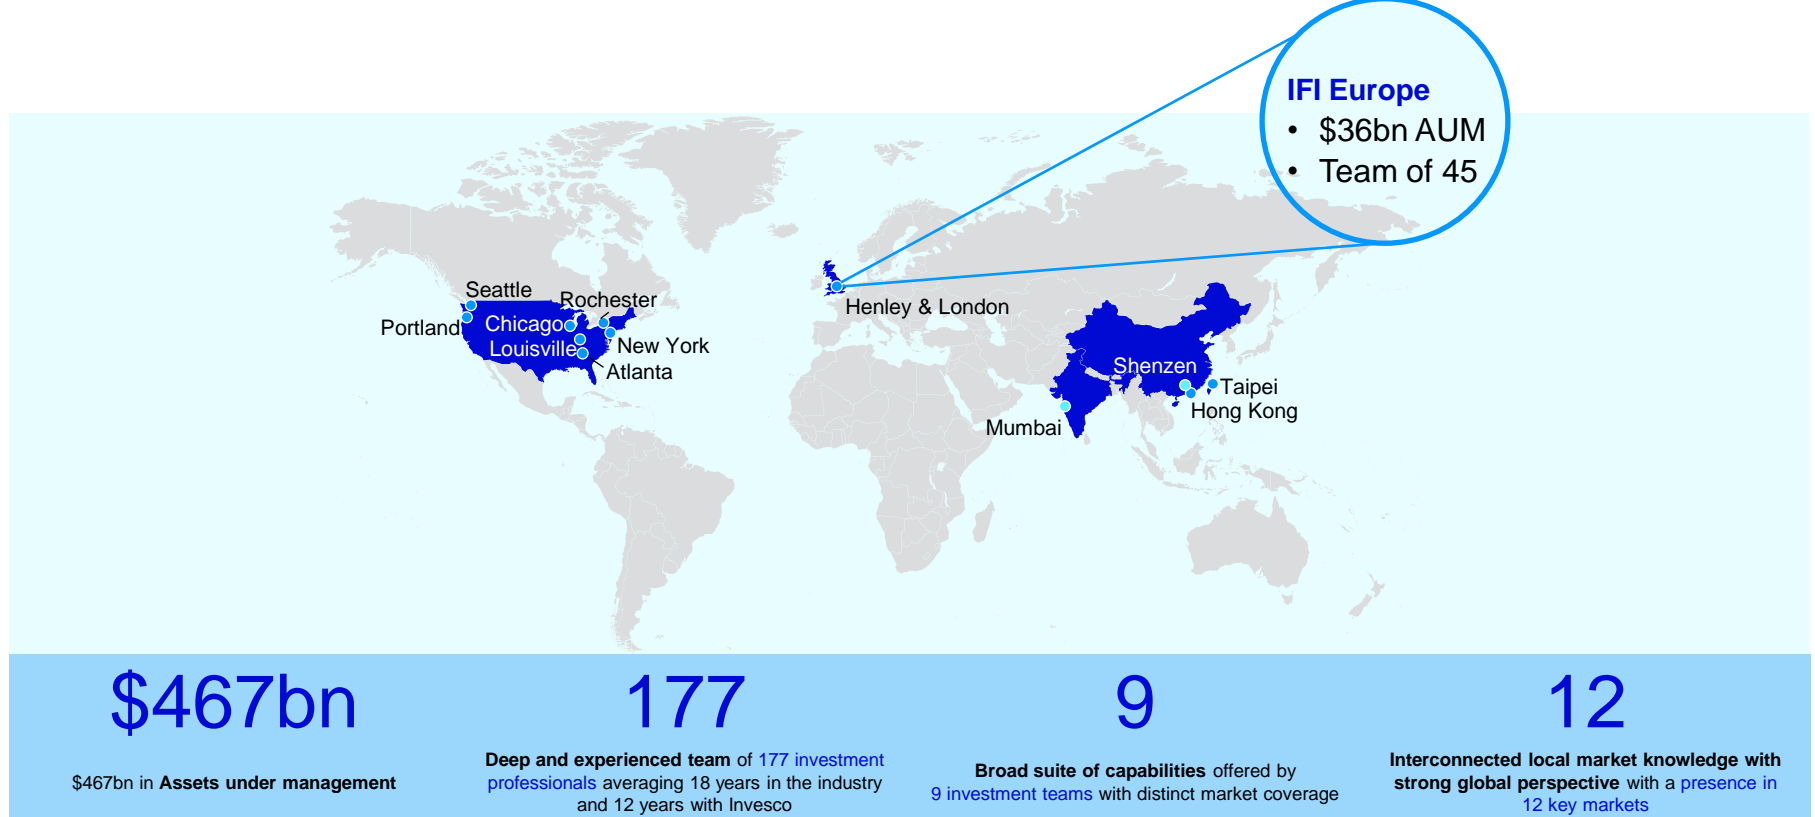 IFI Europe
• $36bn AUM
• Team of 45
Seattle
Rochester
Portland
Chicago
Louisville
New York
Atlanta
Henley & London
Shenzen
Taipei
Hong Kong
Mumbai
$467bn
$467bn in Assets under management
177
Deep and experienced team of 177 investment
professionals averaging 18 years in the industry
and 12 years with Invesco
9
Broad suite of capabilities offered by
9 investment teams with distinct market coverage
12
Interconnected local market knowledge with
strong global perspective with a presence in
12 key markets